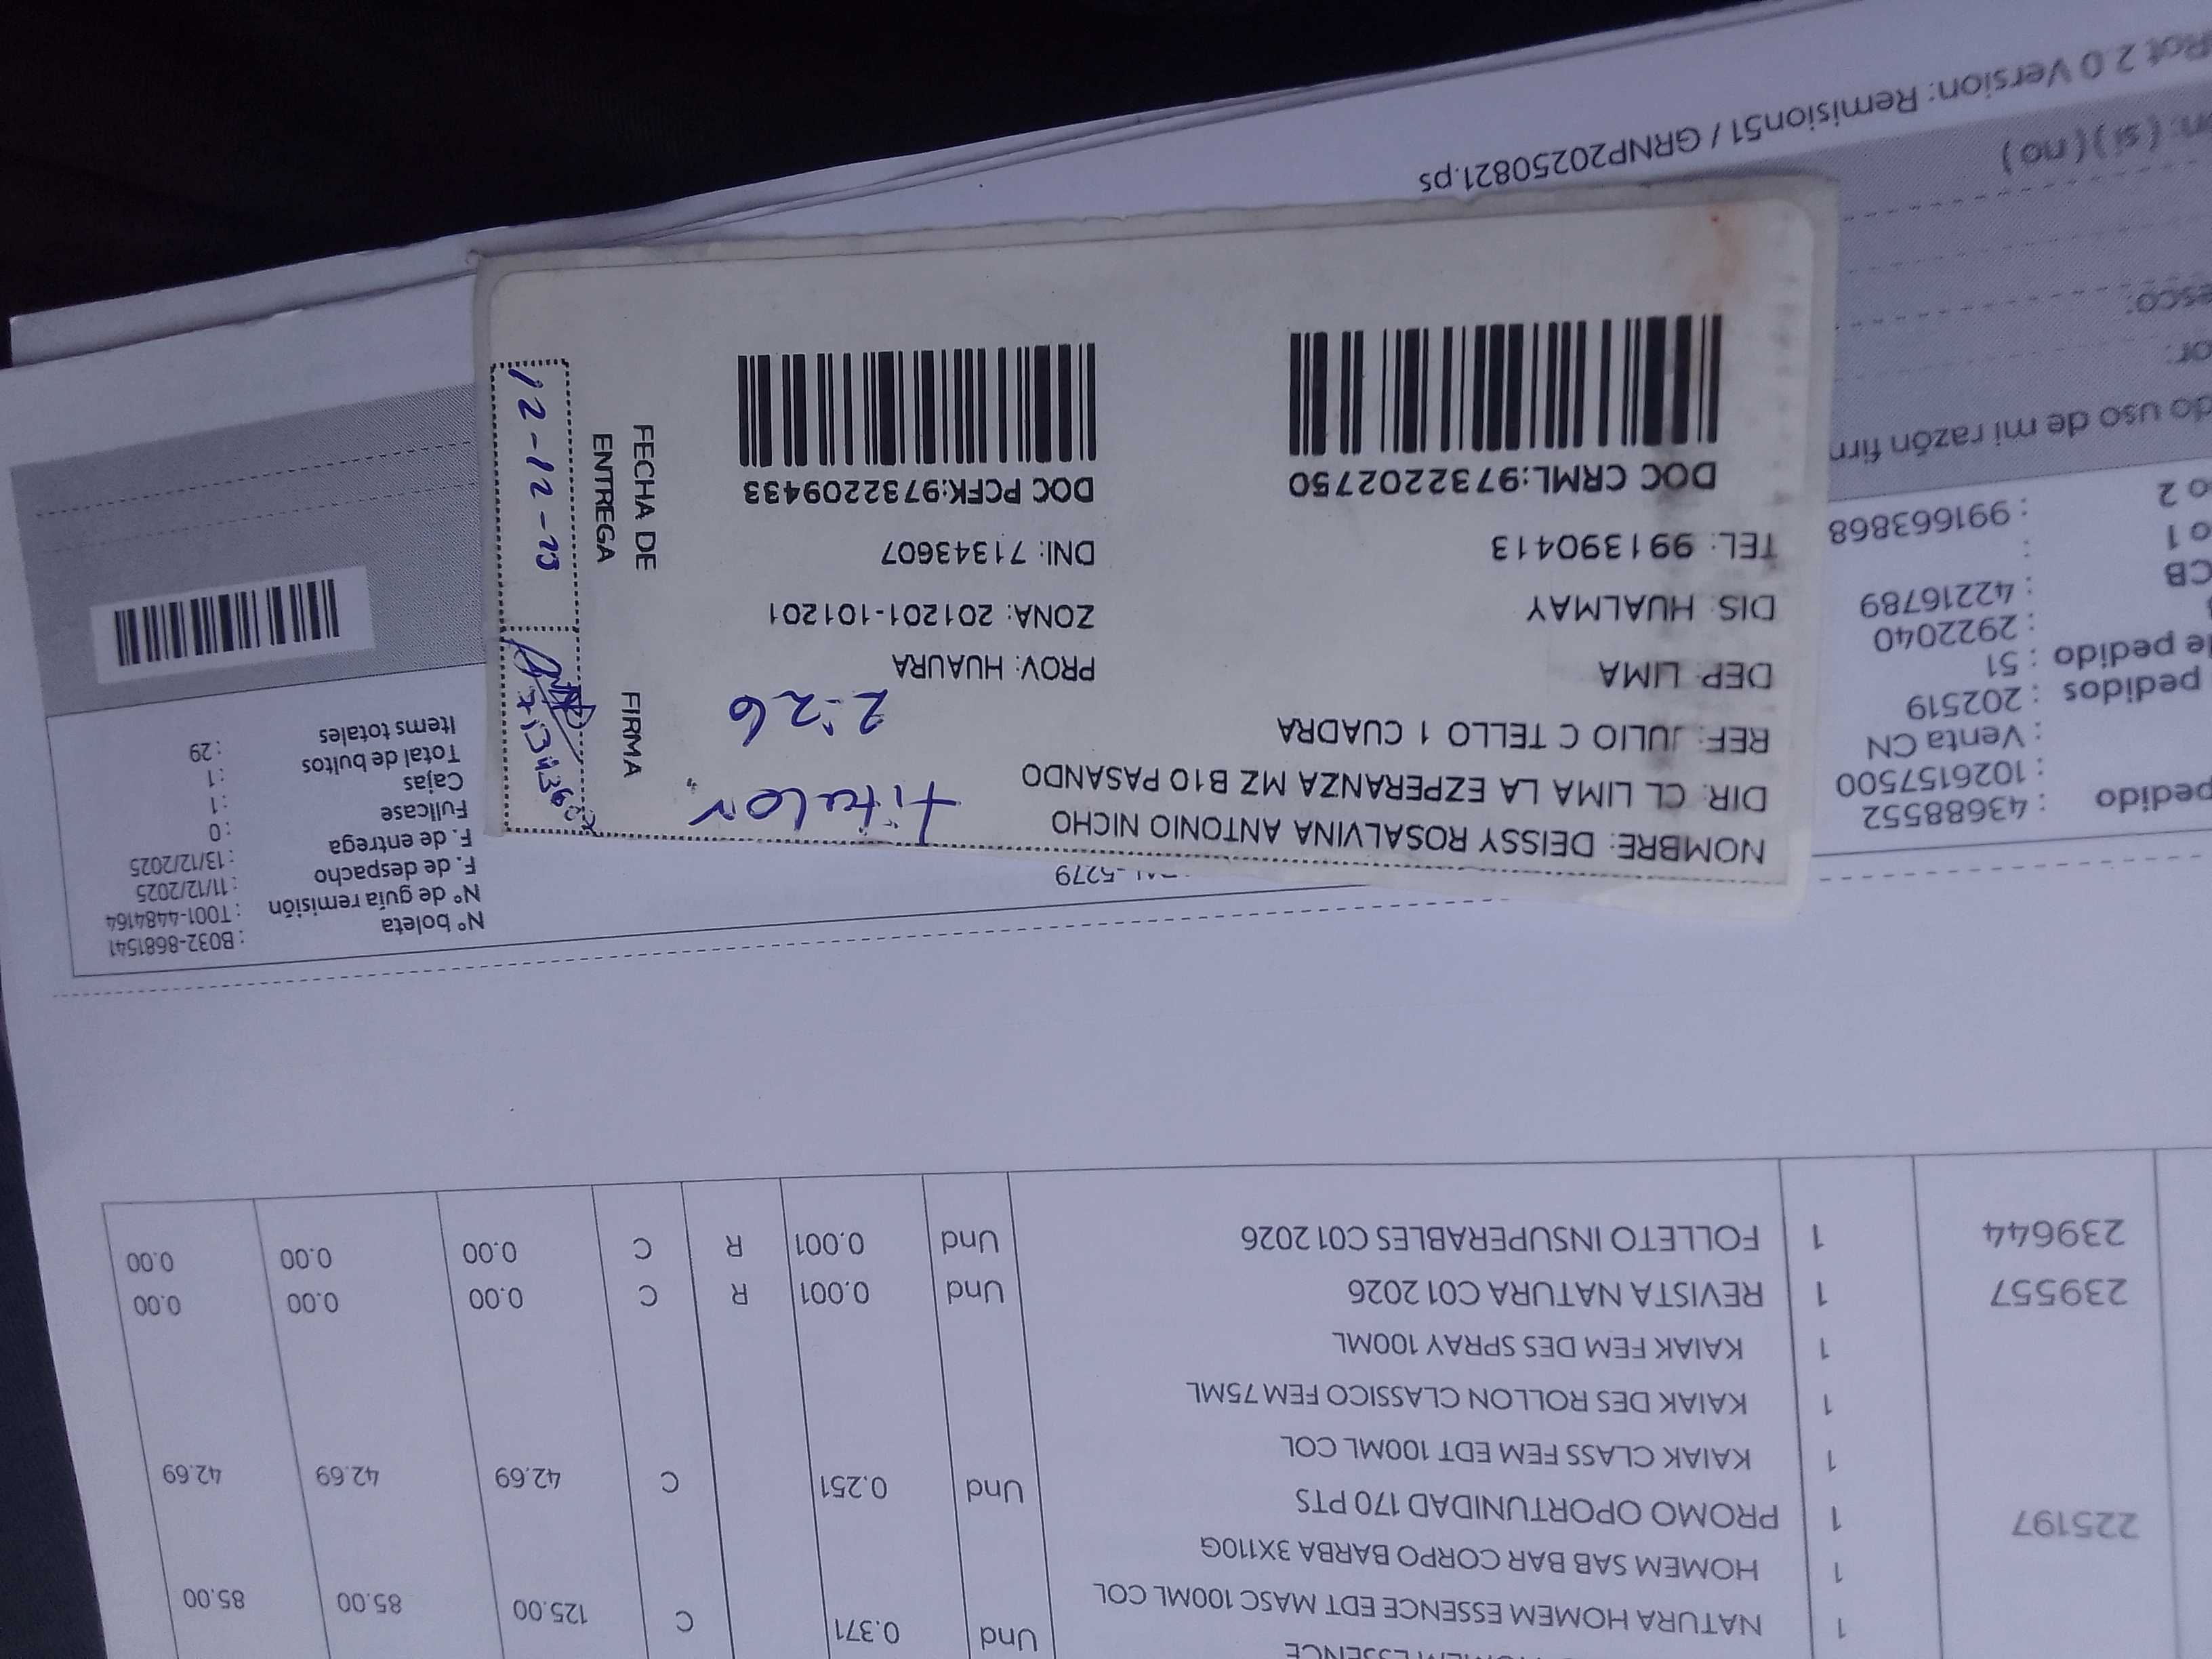 Rot 2.0 Version: Remision51 / GRNP20250821.ps
( si ) ( no )
do uso de mi razón
: 991663868
: 42216789
: 2922040
de pedido : 51
pedidos : 202519
: Venta CN
: 1026157500
pedido : 43688552
NOMBRE: DEISSY ROSALVINA ANTONIO NICHO
DIR: CL LIMA LA EZPERANZA MZ B10 PASANDO
REF: JULIO C TELLO 1 CUADRA
DEP: LIMA
PROV: HUAURA
DIS: HUALMAY
ZONA: 201201-101201
TEL: 991390413
DNI: 71343607
DOC CRML:9732202750
DOC PCFK:9732209433
FIRMA
FECHA DE
ENTREGA
titular
2:26
12-12-25
71343607
-5279
N° boleta : B032-8681541
N° de guía remisión : T001-4484164
F. de despacho : 11/12/2025
F. de entrega : 13/12/2025
Fullcase : 0
Cajas : 1
Total de bultos : 1
Items totales : 29
ESSENCE
1 NATURA HOMEM ESSENCE EDT MASC 100ML COL Und 0.371 C 125.00 85.00 85.00
1 HOMEM SAB BAR CORPO BARBA 3X110G
225197 1 PROMO OPORTUNIDAD 170 PTS Und 0.251 C 42.69 42.69 42.69
1 KAIAK CLASS FEM EDT 100ML COL
1 KAIAK DES ROLLON CLASSICO FEM 75ML
1 KAIAK FEM DES SPRAY 100ML
239557 1 REVISTA NATURA C01 2026 Und 0.001 R C 0.00 0.00 0.00
239644 1 FOLLETO INSUPERABLES C01 2026 Und 0.001 R C 0.00 0.00 0.00